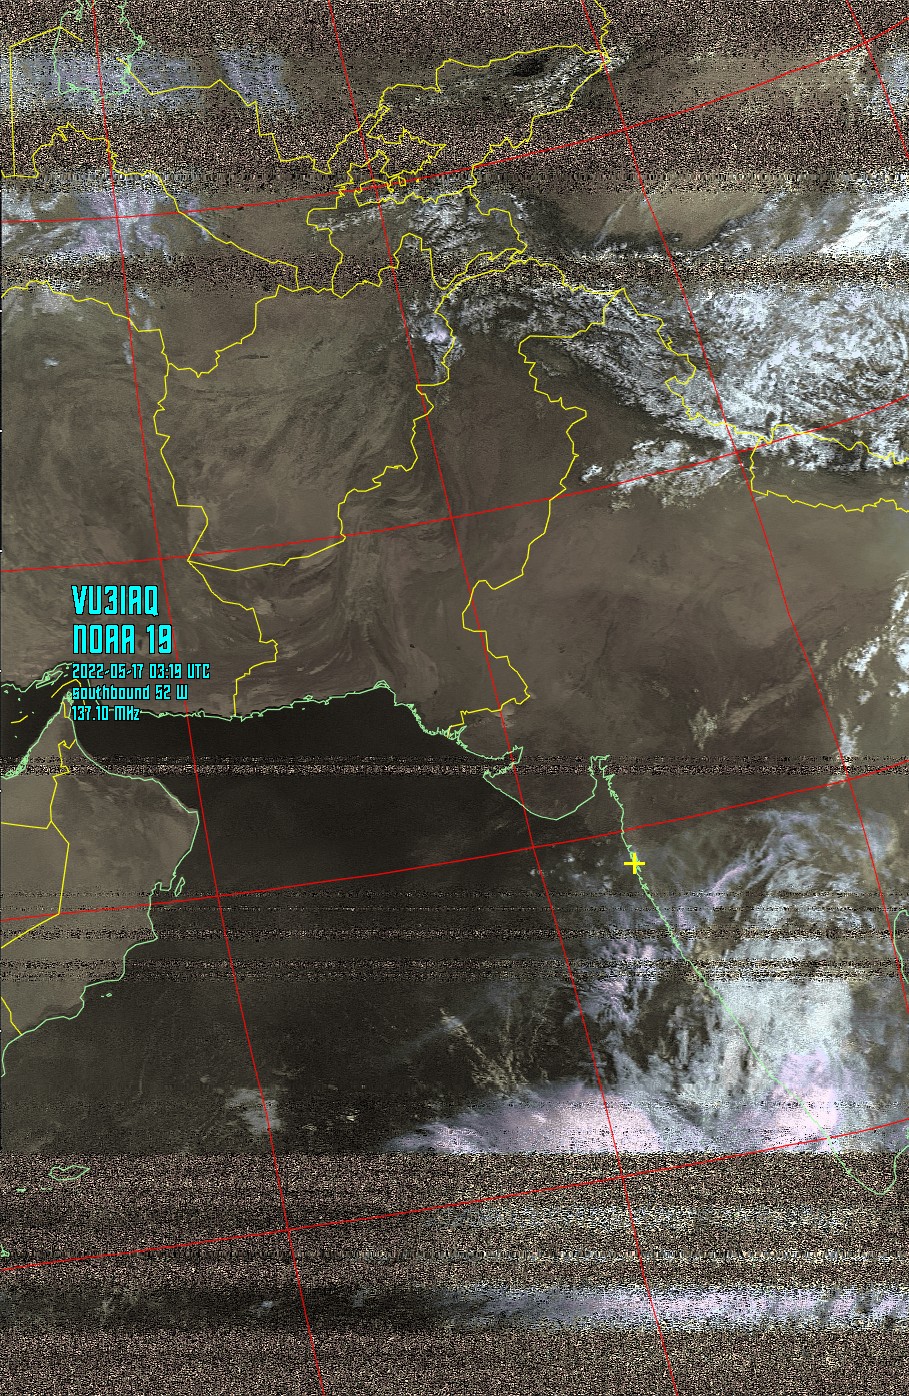 VU3IAQ
NOAA 19
2022-05-17 03:19 UTC
southbound 52 W
137.10 MHz